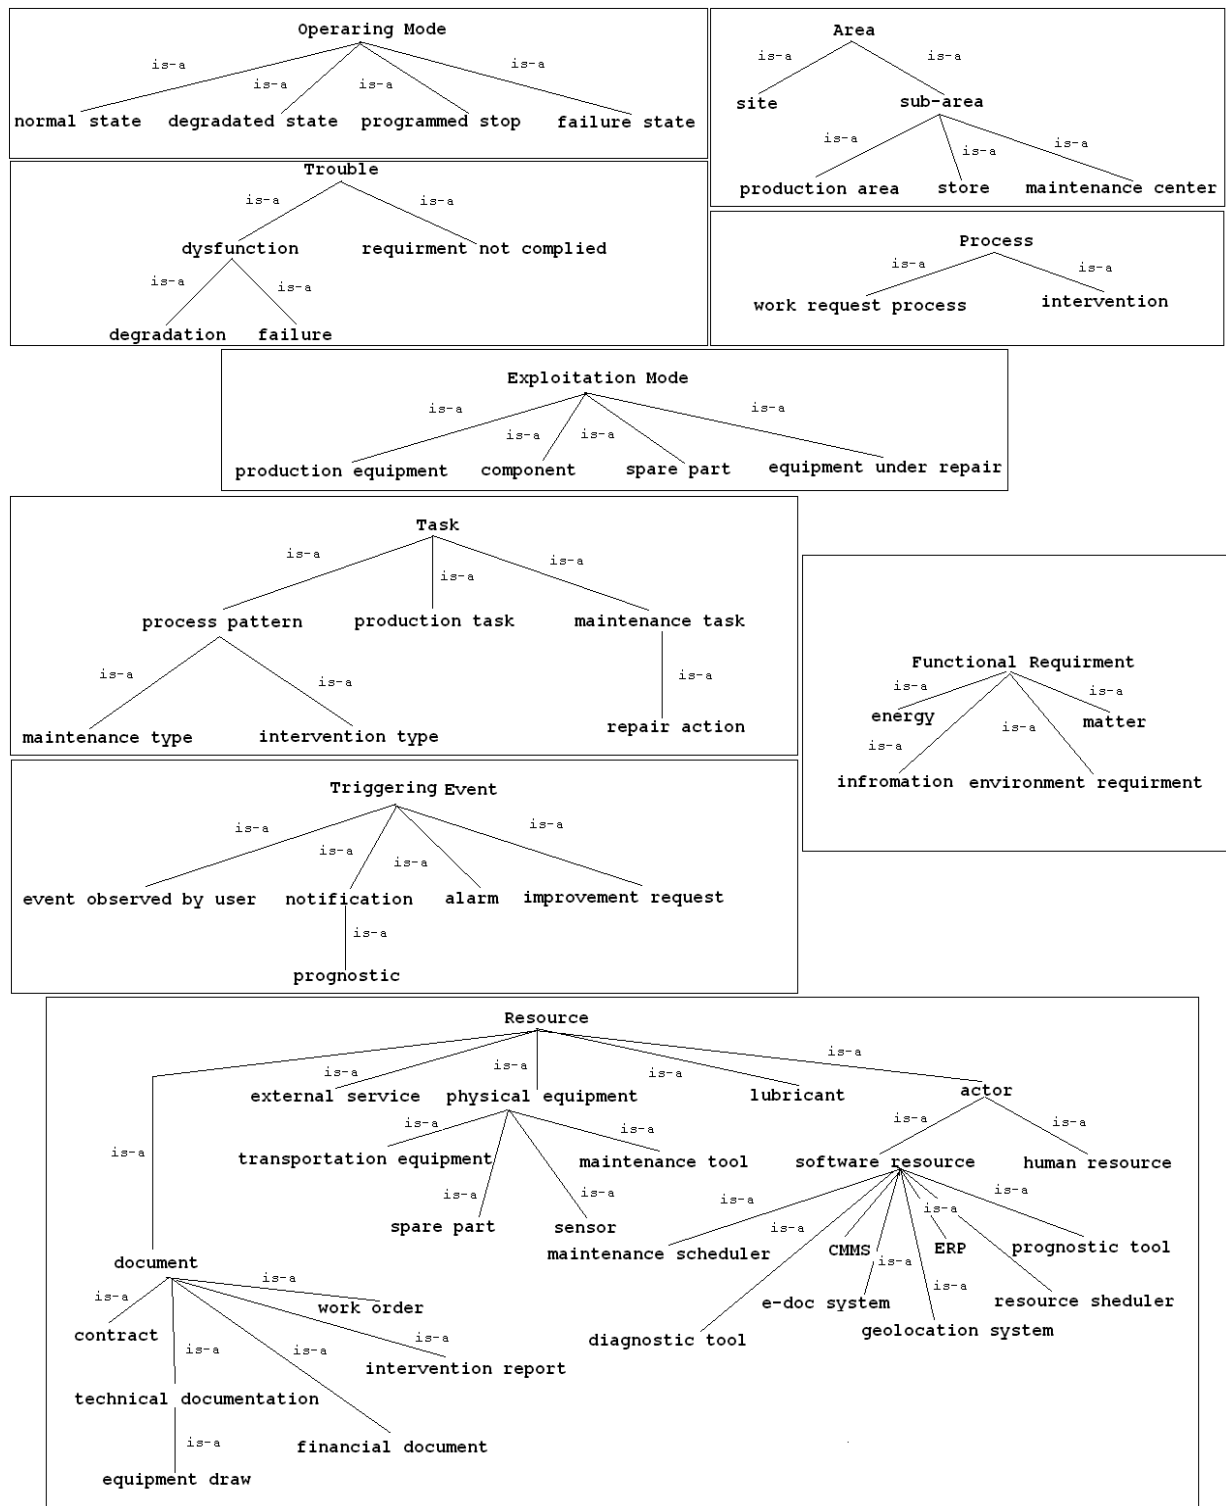 Operaring Mode
is-a is-a is-a is-a
normal state degradated state programmed stop failure state
Area
is-a is-a
site sub-area
is-a is-a is-a
production area store maintenance center
Trouble
is-a is-a
dysfunction requirment not complied
is-a is-a
degradation failure
Process
is-a is-a
work request process intervention
Exploitation Mode
is-a is-a is-a is-a
production equipment component spare part equipment under repair
Task
is-a is-a is-a
process pattern production task maintenance task
is-a is-a is-a
maintenance type intervention type repair action
Functional Requirment
is-a is-a
energy matter
is-a is-a
infromation environment requirment
Triggering Event
is-a is-a is-a is-a
event observed by user notification alarm improvement request
is-a
prognostic
Resource
is-a is-a is-a is-a
external service physical equipment lubricant actor
is-a is-a is-a is-a is-a
transportation equipment maintenance tool software resource human resource
is-a is-a is-a is-a is-a is-a
spare part sensor maintenance scheduler CMMS ERP prognostic tool
document is-a is-a
is-a is-a e-doc system resource sheduler
contract work order diagnostic tool geolocation system
is-a is-a is-a
intervention report
technical documentation
is-a financial document
equipment draw